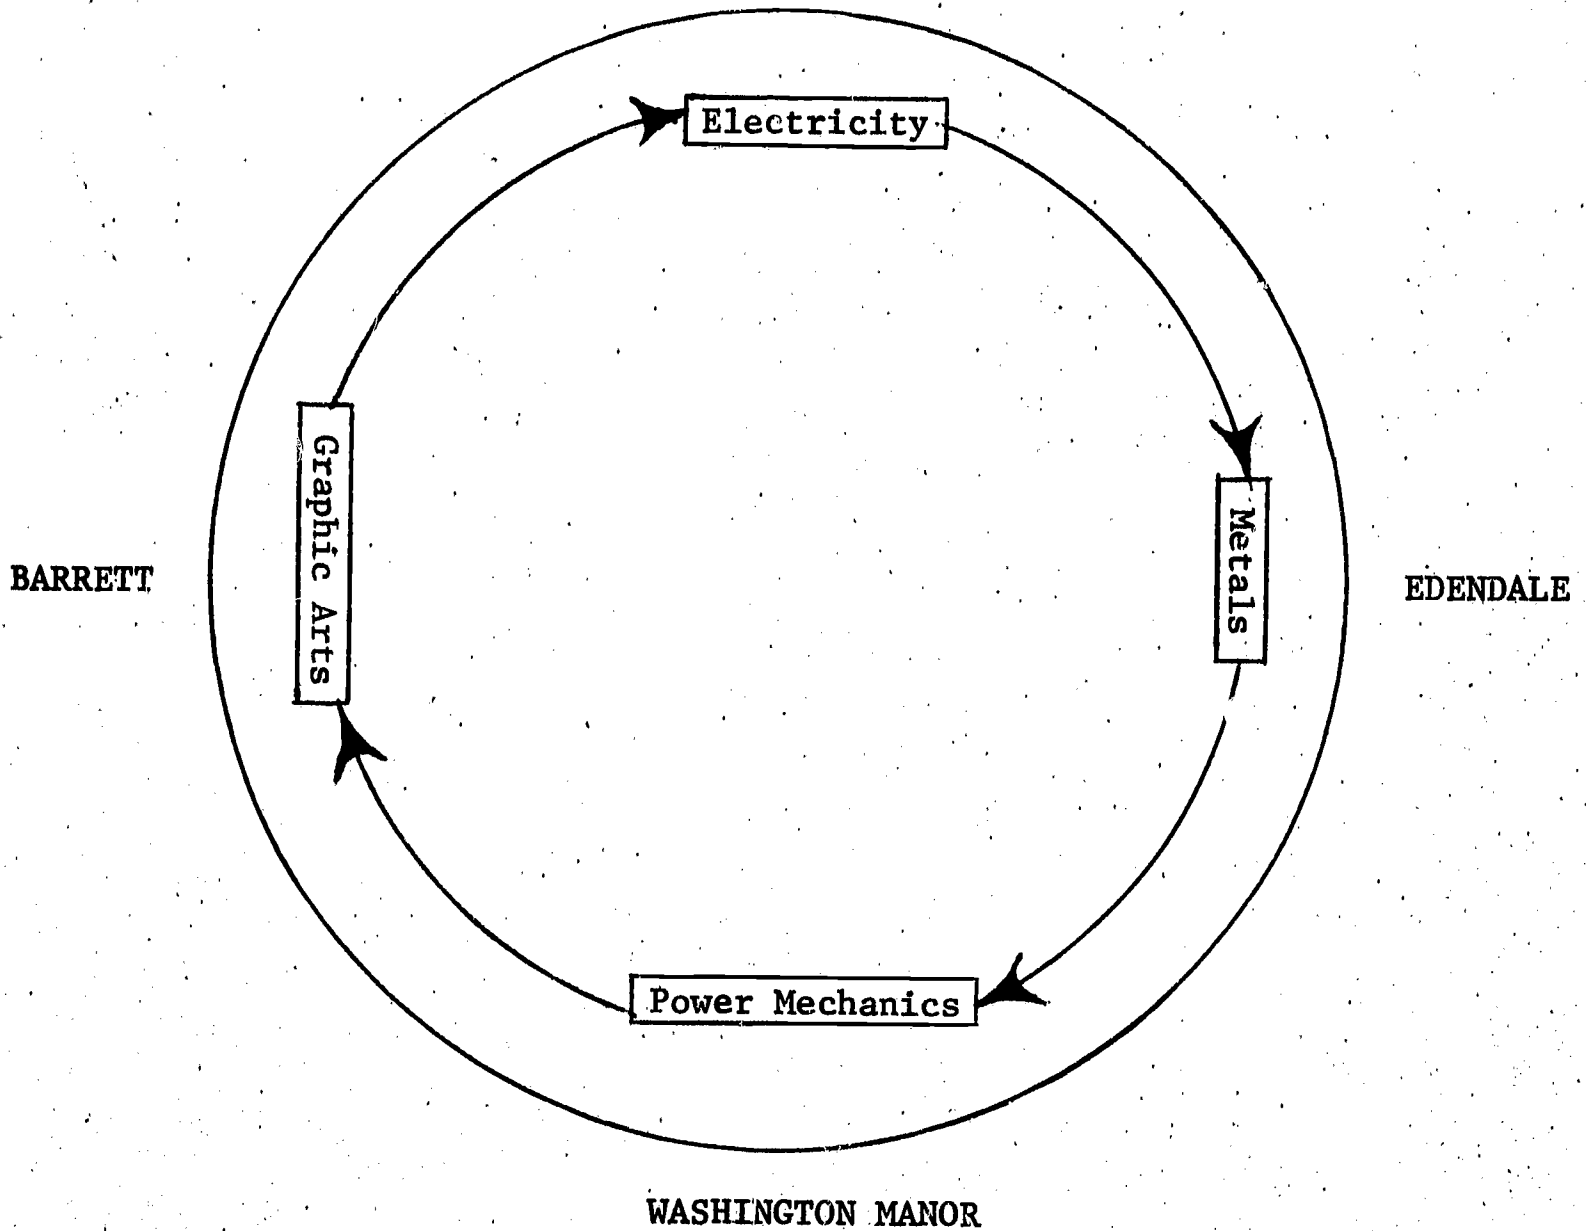 Electricity
Graphic Arts
Metals
BARRETT
EDENDALE
Power Mechanics
WASHINGTON MANOR